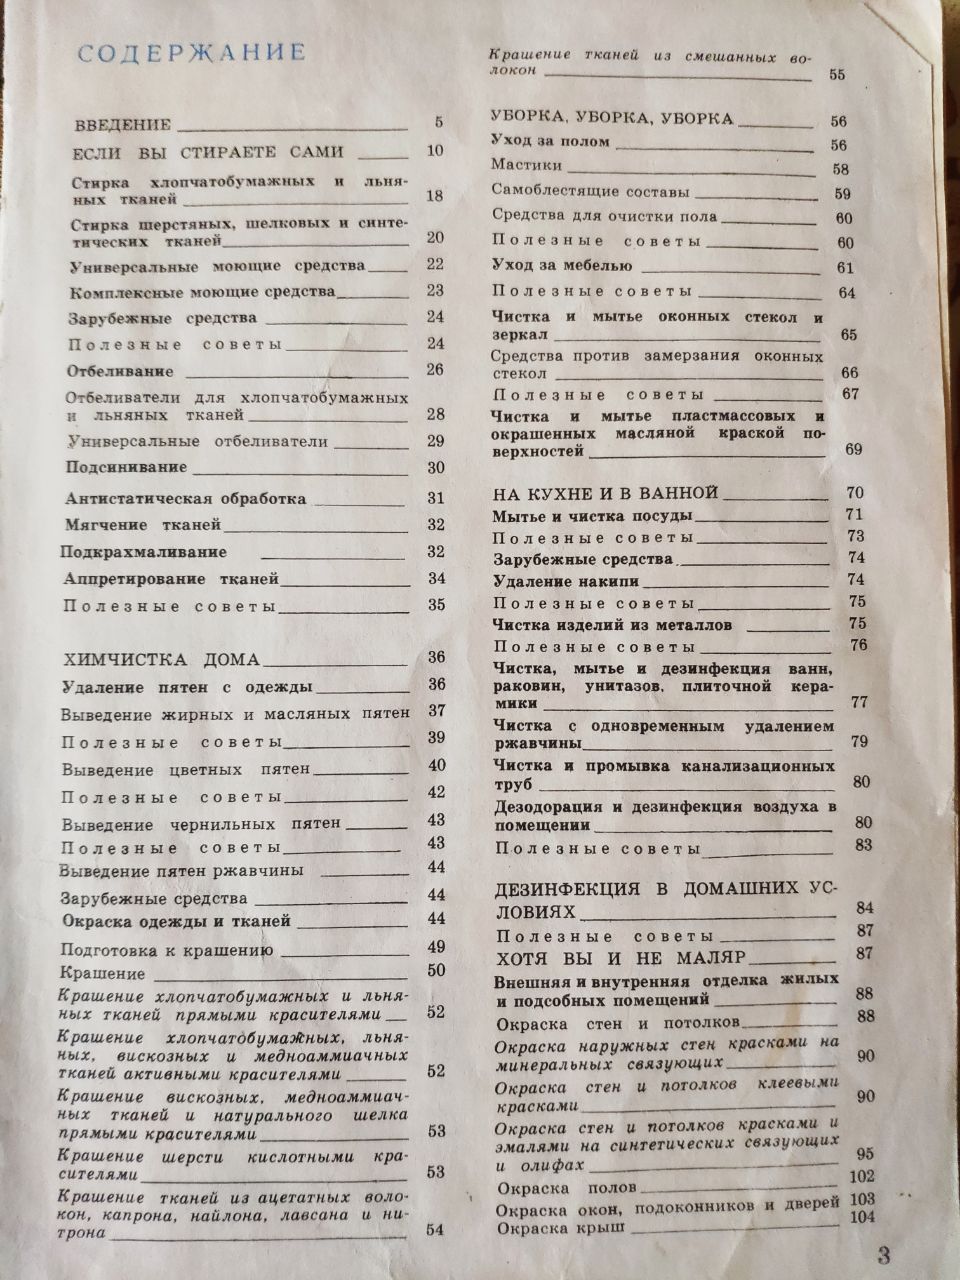 СОДЕРЖАНИЕ
ВВЕДЕНИЕ 5
ЕСЛИ ВЫ СТИРАЕТЕ САМИ 10
Стирка хлопчатобумажных и льня-
ных тканей 18
Стирка шерстяных, шелковых и синте-
тических тканей 20
Универсальные моющие средства 22
Комплексные моющие средства 23
Зарубежные средства 24
Полезные советы 24
Отбеливание 26
Отбеливатели для хлопчатобумажных
и льняных тканей 28
Универсальные отбеливатели 29
Подсинивание 30
Антистатическая обработка 31
Мягчение тканей 32
Подкрахмаливание 32
Аппретирование тканей 34
Полезные советы 35
ХИМЧИСТКА ДОМА 36
Удаление пятен с одежды 36
Выведение жирных и масляных пятен 37
Полезные советы 39
Выведение цветных пятен 40
Полезные советы 42
Выведение чернильных пятен 43
Полезные советы 43
Выведение пятен ржавчины 44
Зарубежные средства 44
Окраска одежды и тканей 44
Подготовка к крашению 49
Крашение 50
Крашение хлопчатобумажных и льня-
ных тканей прямыми красителями 52
Крашение хлопчатобумажных, льня-
ных, вискозных и медноаммиачных
тканей активными красителями 52
Крашение вискозных, медноаммиач-
ных тканей и натурального шелка
прямыми красителями 53
Крашение шерсти кислотными кра-
сителями 53
Крашение тканей из ацетатных воло-
кон, капрона, найлона, лавсана и ни-
трона 54
Крашение тканей из смешанных во-
локон 55
УБОРКА, УБОРКА, УБОРКА 56
Уход за полом 56
Мастики 58
Самоблестящие составы 59
Средства для очистки пола 60
Полезные советы 60
Уход за мебелью 61
Полезные советы 64
Чистка и мытье оконных стекол и
зеркал 65
Средства против замерзания оконных
стекол 66
Полезные советы 67
Чистка и мытье пластмассовых и
окрашенных масляной краской по-
верхностей 69
НА КУХНЕ И В ВАННОЙ 70
Мытье и чистка посуды 71
Полезные советы 73
Зарубежные средства 74
Удаление накипи 74
Полезные советы 75
Чистка изделий из металлов 75
Полезные советы 76
Чистка, мытье и дезинфекция ванн,
раковин, унитазов, плиточной кера-
мики 77
Чистка с одновременным удалением
ржавчины 79
Чистка и промывка канализационных
труб 80
Дезодорация и дезинфекция воздуха в
помещении 80
Полезные советы 83
ДЕЗИНФЕКЦИЯ В ДОМАШНИХ УС-
ЛОВИЯХ 84
Полезные советы 87
ХОТЯ ВЫ И НЕ МАЛЯР 87
Внешняя и внутренняя отделка жилых
и подсобных помещений 88
Окраска стен и потолков 88
Окраска наружных стен красками на
минеральных связующих 90
Окраска стен и потолков клеевыми
красками 90
Окраска стен и потолков красками и
эмалями на синтетических связующих
и олифах 95
Окраска полов 102
Окраска окон, подоконников и дверей 103
Окраска крыш 104
3